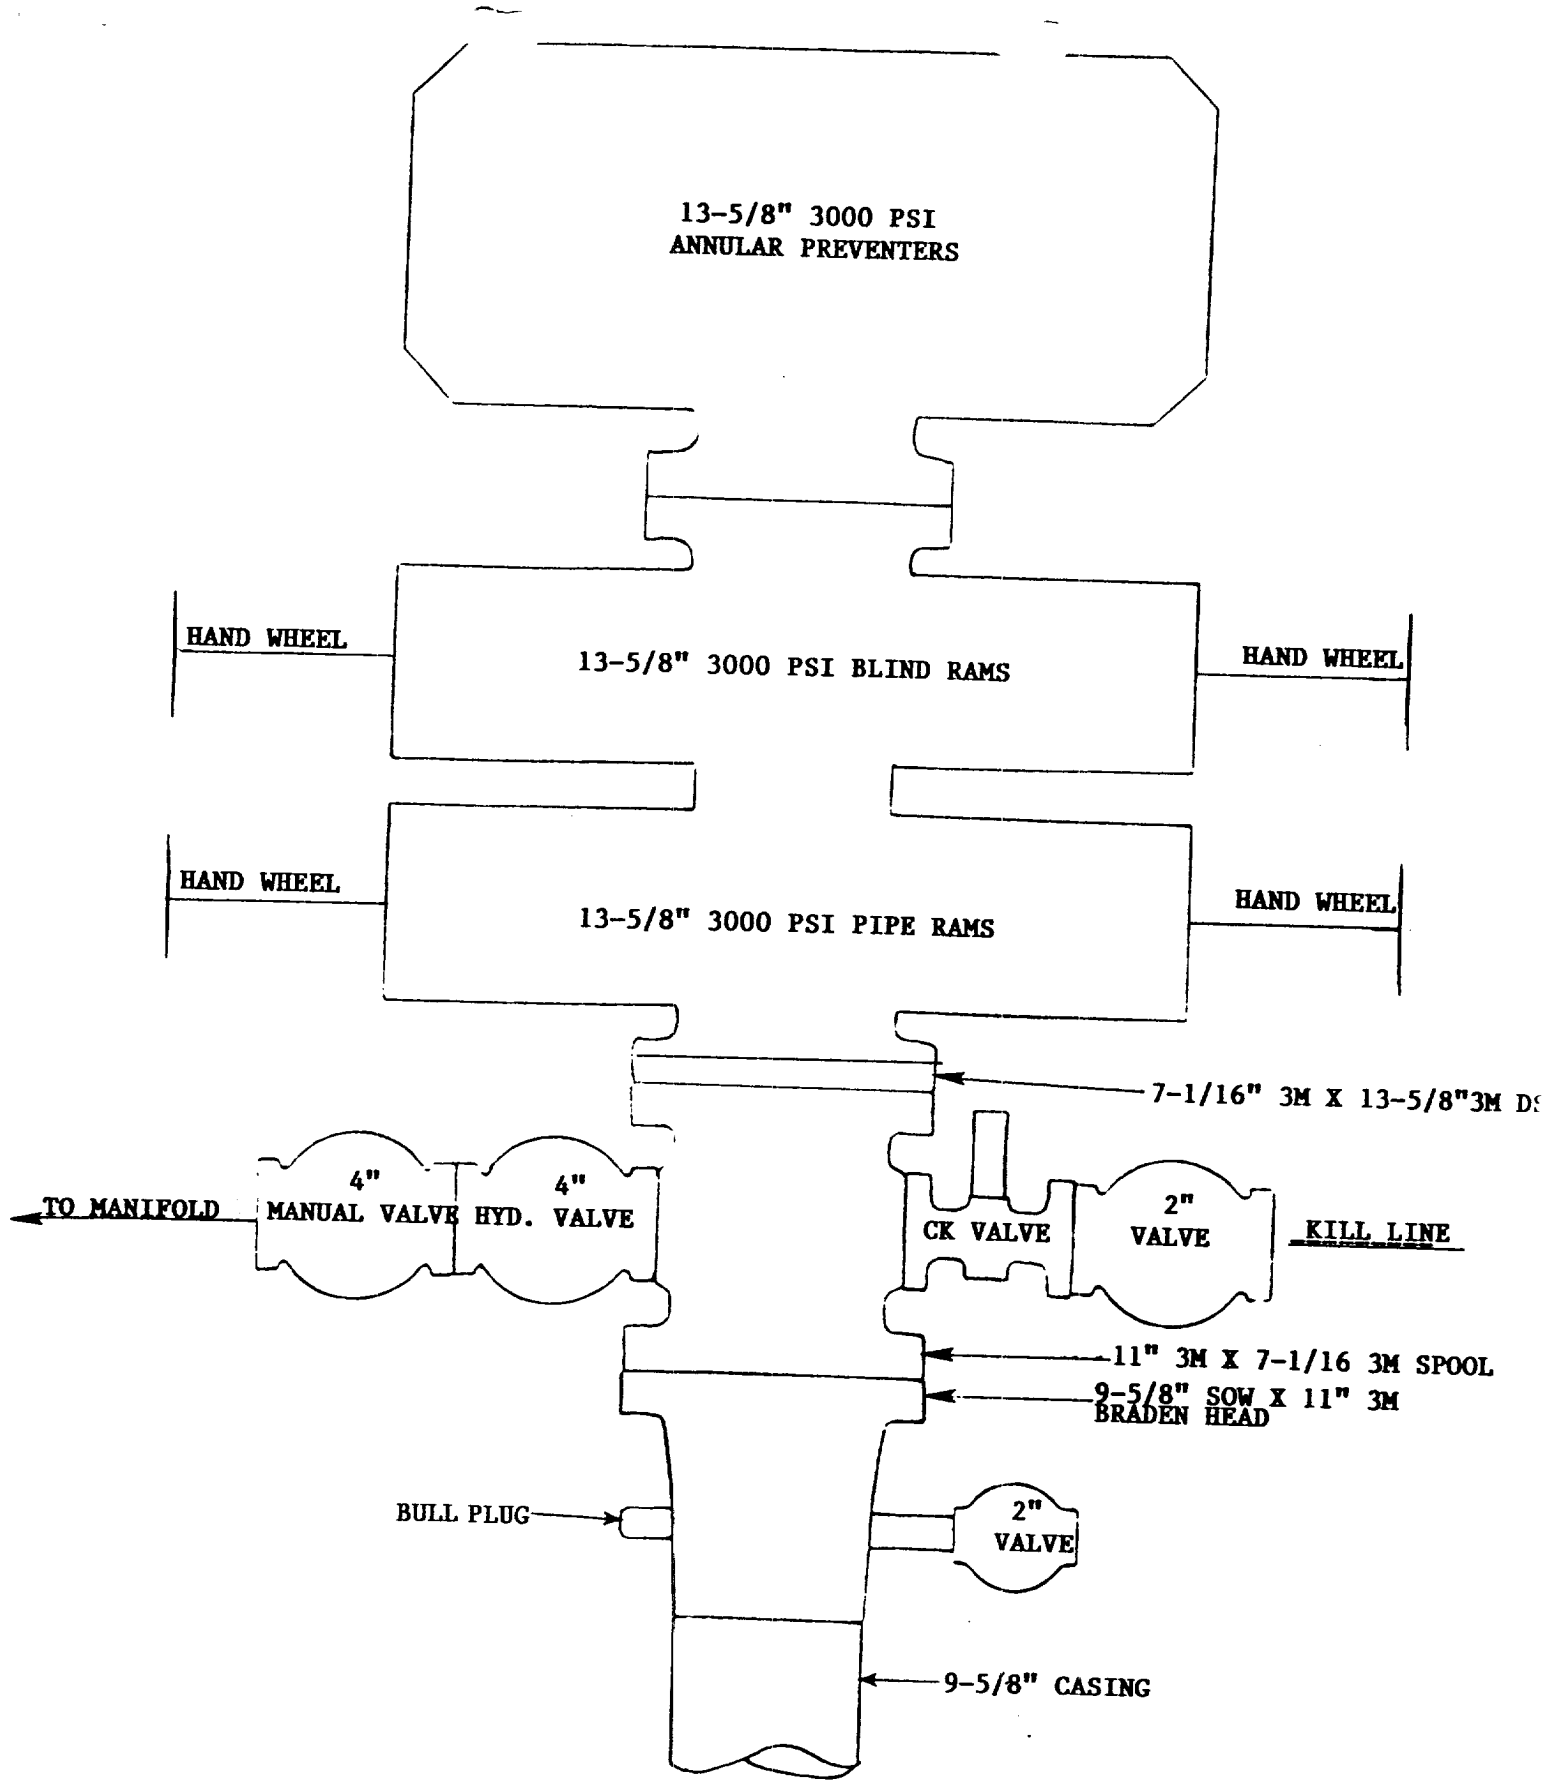 13-5/8" 3000 PSI
ANNULAR PREVENTERS
HAND WHEEL
13-5/8" 3000 PSI BLIND RAMS
HAND WHEEL
HAND WHEEL
13-5/8" 3000 PSI PIPE RAMS
HAND WHEEL
7-1/16" 3M X 13-5/8"3M
TO MANIFOLD
4"
MANUAL VALVE
4"
HYD. VALVE
CK VALVE
2"
VALVE
KILL LINE
11" 3M X 7-1/16 3M SPOOL
9-5/8" SOW X 11" 3M
BRADEN HEAD
BULL PLUG
2"
VALVE
9-5/8" CASING